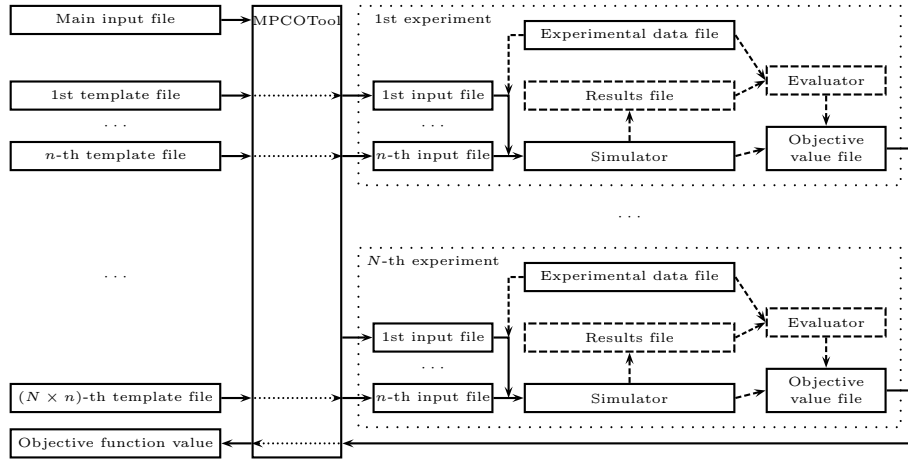 Main input file
MPCOTool
1st experiment
Experimental data file
1st template file
1st input file
Results file
Evaluator
. . .
. . .
n-th template file
n-th input file
Simulator
Objective
value file
. . .
. . .
N-th experiment
Experimental data file
1st input file
Results file
Evaluator
. . .
(N × n)-th template file
n-th input file
Simulator
Objective
value file
Objective function value